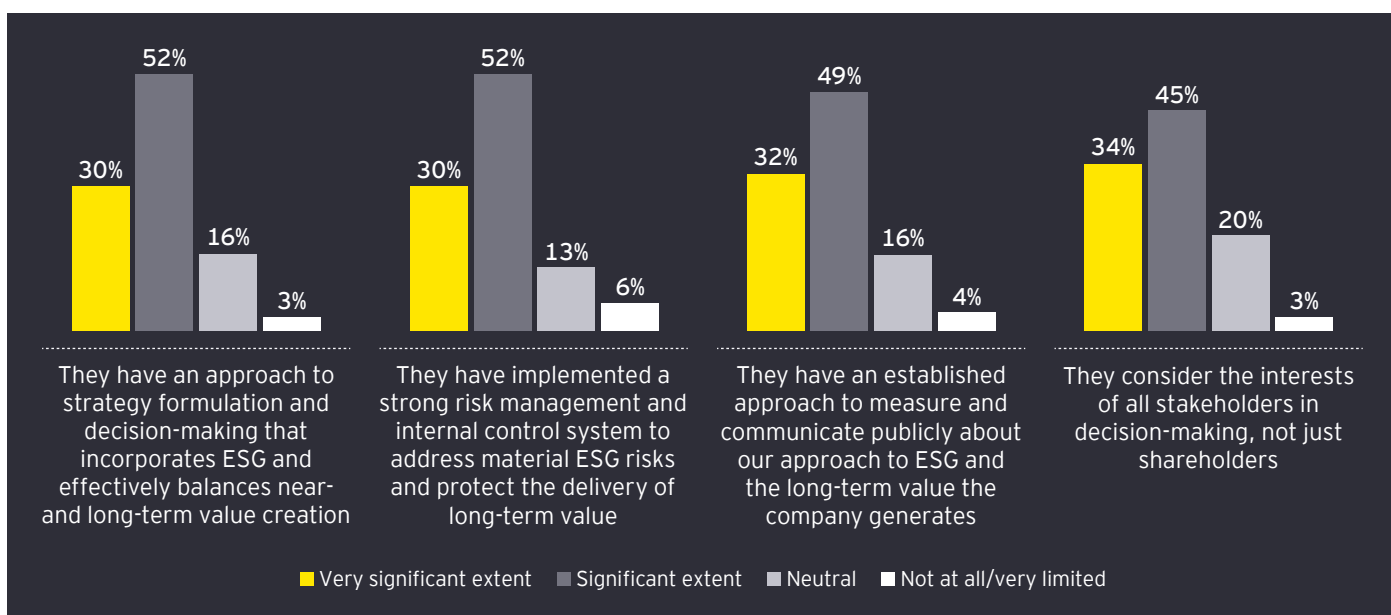 52%
30%
16%
3%
They have an approach to
strategy formulation and
decision-making that
incorporates ESG and
effectively balances near-
and long-term value creation
52%
30%
13%
6%
They have implemented a
strong risk management and
internal control system to
address material ESG risks
and protect the delivery of
long-term value
49%
32%
16%
4%
They have an established
approach to measure and
communicate publicly about
our approach to ESG and
the long-term value the
company generates
45%
34%
20%
3%
They consider the interests
of all stakeholders in
decision-making, not just
shareholders
Very significant extent
Significant extent
Neutral
Not at all/very limited